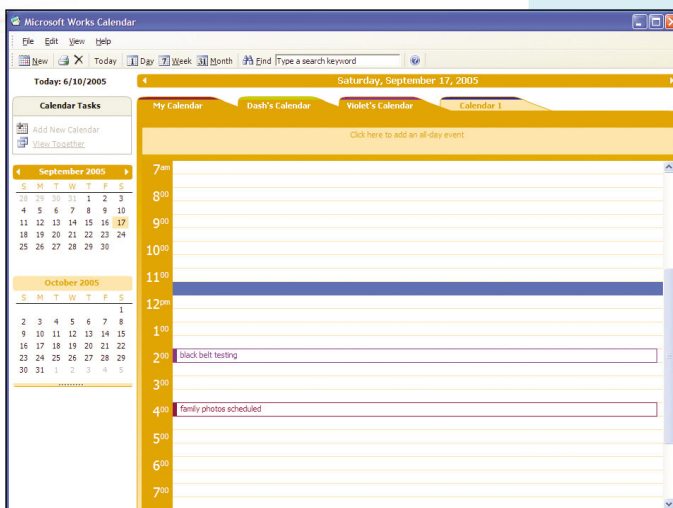 Microsoft Works Calendar
File Edit View Help
New Today Day Week Month Find Type a search keyword
1 7 31
Today: 6/10/2005
Saturday, September 17, 2005
Calendar Tasks
Add New Calendar
View Together
My Calendar Dash's Calendar Violet's Calendar Calendar 1
Click here to add an all-day event
September 2005
S M T W T F S
28 29 30 31 1 2 3
4 5 6 7 8 9 10
11 12 13 14 15 16 17
18 19 20 21 22 23 24
25 26 27 28 29 30
October 2005
S M T W T F S
1
2 3 4 5 6 7 8
9 10 11 12 13 14 15
16 17 18 19 20 21 22
23 24 25 26 27 28 29
30 31 1 2 3 4 5
7am
800
900
1000
1100
12pm
100
200 black belt testing
300
400 family photos scheduled
500
600
700